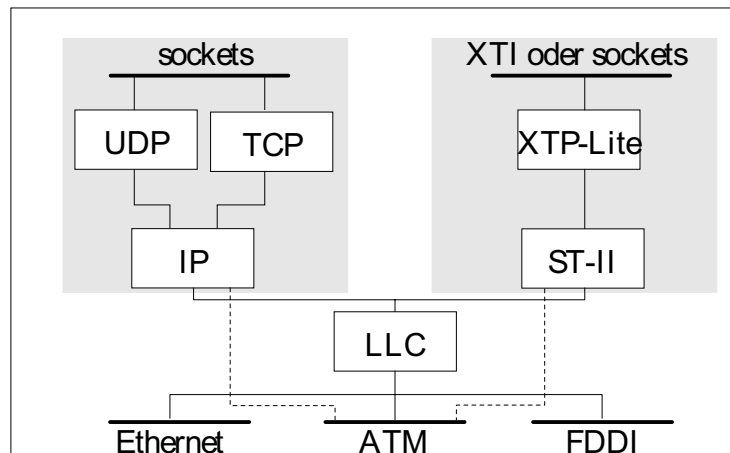 sockets
XTI oder sockets
UDP
TCP
XTP-Lite
IP
ST-II
LLC
Ethernet
ATM
FDDI